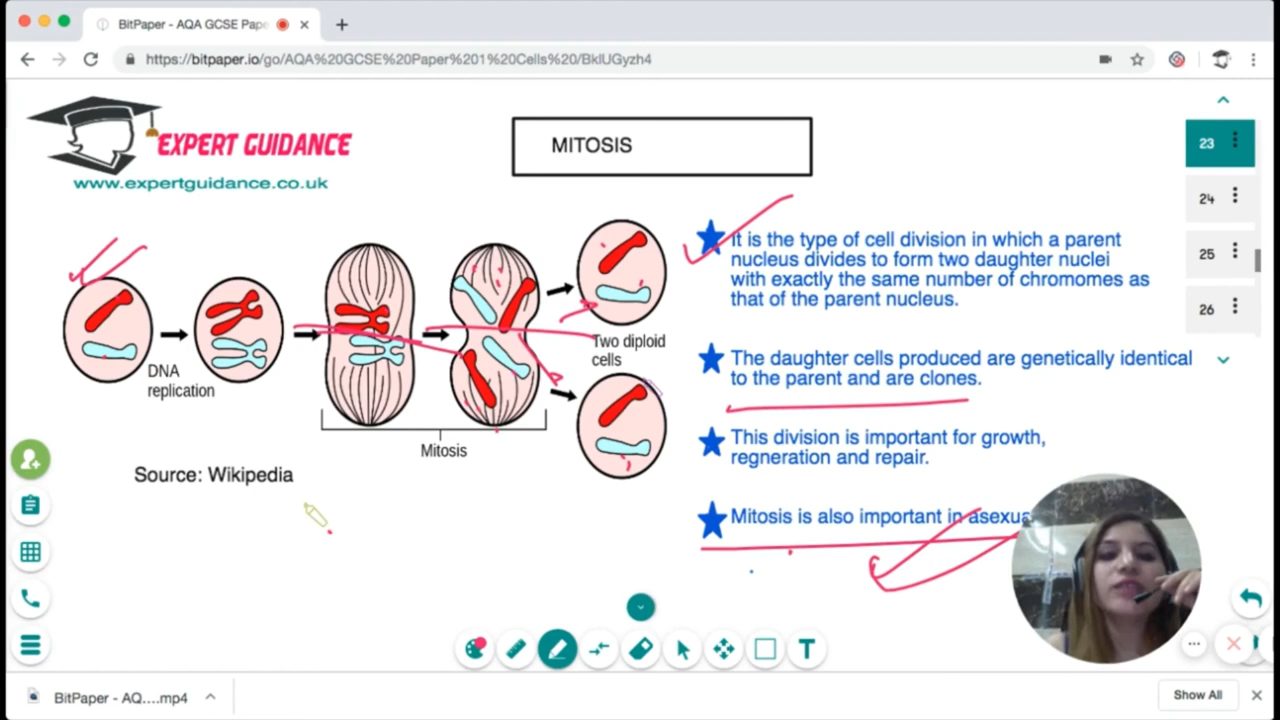 BitPaper - AQA GCSE Pape
https://bitpaper.io/go/AQA%20GCSE%20Paper%201%20Cells%20/BklUGyzh4
EXPERT GUIDANCE
www.expertguidance.co.uk
MITOSIS
23
24
25
26
It is the type of cell division in which a parent
nucleus divides to form two daughter nuclei
with exactly the same number of chromomes as
that of the parent nucleus.
Two diploid
cells
DNA
replication
The daughter cells produced are genetically identical
to the parent and are clones.
Mitosis
This division is important for growth,
regneration and repair.
Source: Wikipedia
Mitosis is also important in asexua
T
BitPaper - AQ....mp4
Show All